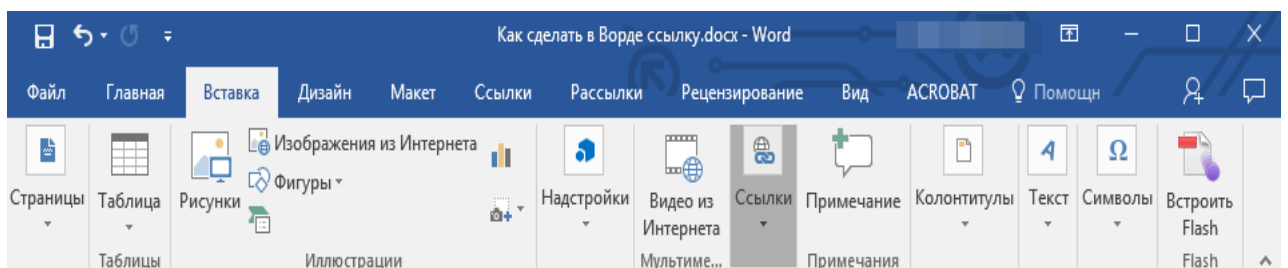 Как сделать в Ворде ссылку.docx - Word
Файл Главная Вставка Дизайн Макет Ссылки Рассылки Рецензирование Вид ACROBAT Помощн
Страницы
Таблица
Рисунки
Изображения из Интернета
Фигуры
Надстройки
Видео из
Интернета
Ссылки
Примечание
Колонтитулы
Текст
Символы
Встроить
Flash
Таблицы Иллюстрации Мультиме... Примечания Flash